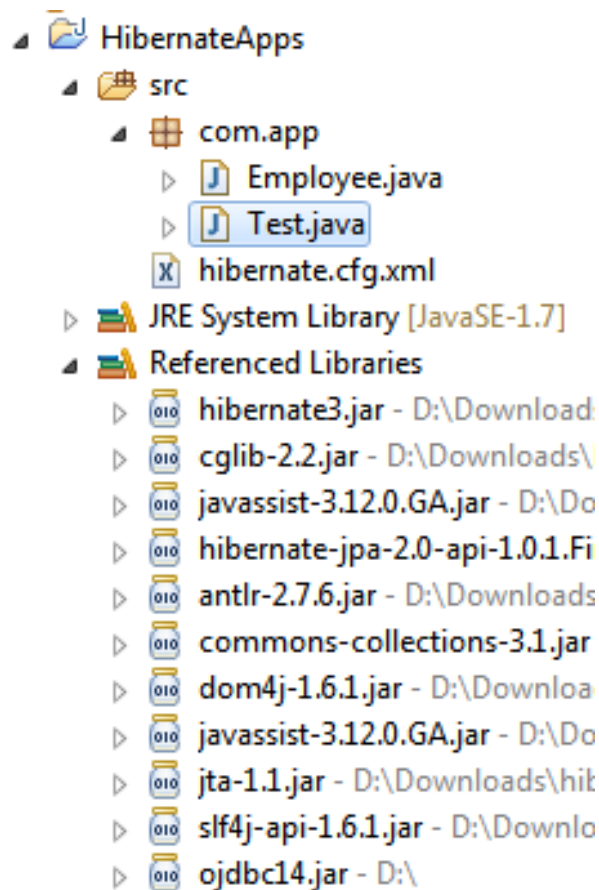 HibernateApps
src
com.app
Employee.java
Test.java
hibernate.cfg.xml
JRE System Library [JavaSE-1.7]
Referenced Libraries
hibernate3.jar - D:\Downloads
cglib-2.2.jar - D:\Downloads\
javassist-3.12.0.GA.jar - D:\Do
hibernate-jpa-2.0-api-1.0.1.Fi
antlr-2.7.6.jar - D:\Downloads
commons-collections-3.1.jar
dom4j-1.6.1.jar - D:\Downloa
javassist-3.12.0.GA.jar - D:\Do
jta-1.1.jar - D:\Downloads\hib
slf4j-api-1.6.1.jar - D:\Downlo
ojdbc14.jar - D:\